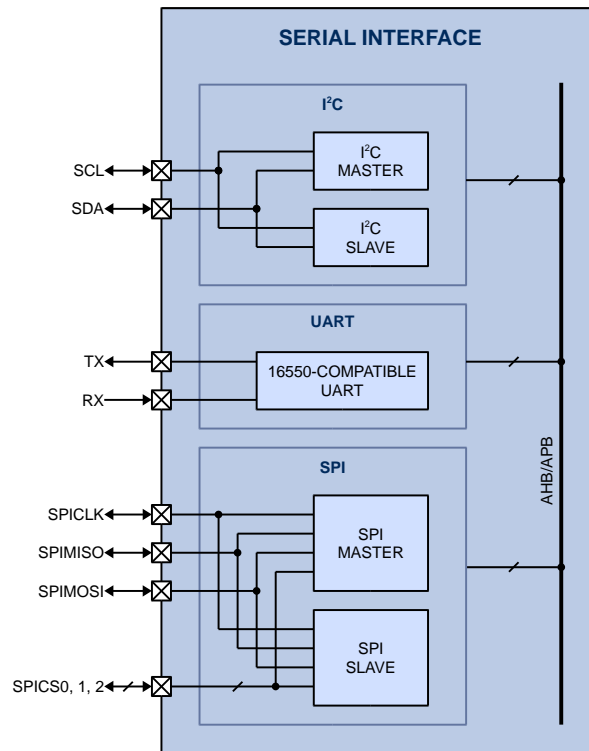 SERIAL INTERFACE
I²C
SCL
SDA
I²C
MASTER
I²C
SLAVE
UART
TX
RX
16550-COMPATIBLE
UART
AHB/APB
SPI
SPICLK
SPIMISO
SPIMOSI
SPICS0, 1, 2
SPI
MASTER
SPI
SLAVE